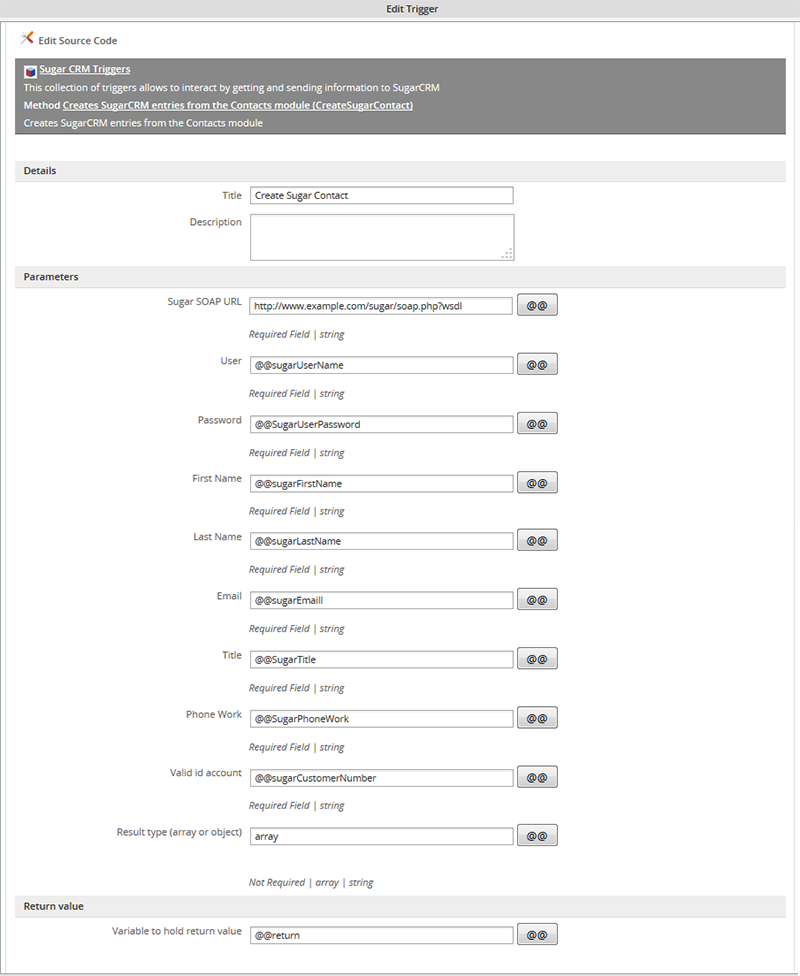 Edit Trigger
Edit Source Code
Sugar CRM Triggers
This collection of triggers allows to interact by getting and sending information to SugarCRM
Method Creates SugarCRM entries from the Contacts module (CreateSugarContact)
Creates SugarCRM entries from the Contacts module
Details
Title Create Sugar Contact
Description
Parameters
Sugar SOAP URL http://www.example.com/sugar/soap.php?wsdl @@
Required Field | string
User @@sugarUserName @@
Required Field | string
Password @@SugarUserPassword @@
Required Field | string
First Name @@sugarFirstName @@
Required Field | string
Last Name @@sugarLastName @@
Required Field | string
Email @@sugarEmaill @@
Required Field | string
Title @@SugarTitle @@
Required Field | string
Phone Work @@SugarPhoneWork @@
Required Field | string
Valid id account @@sugarCustomerNumber @@
Required Field | string
Result type (array or object) array @@
Not Required | array | string
Return value
Variable to hold return value @@return @@